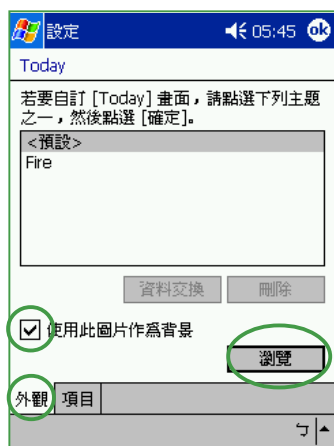 設定 05:45 ok
Today
若要自訂 [Today] 畫面，請點選下列主題
之一，然後點選 [確定]。
<預設>
Fire
資料交換 刪除
使用此圖片作為背景
瀏覽
外觀 項目
ㄅ